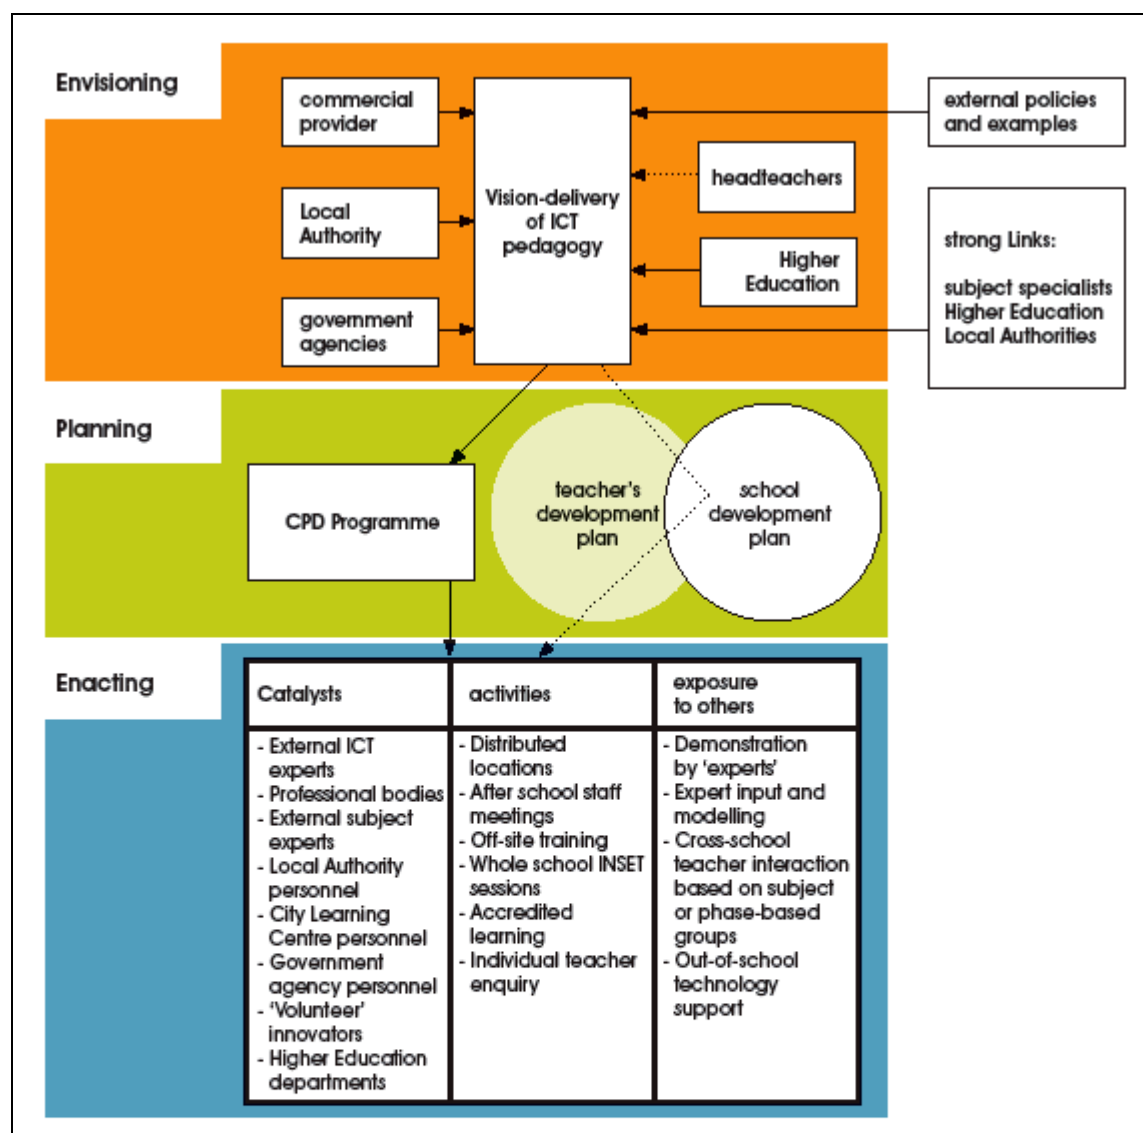 Envisioning
commercial
provider
Local
Authority
government
agencies
Vision-delivery
of ICT
pedagogy
headteachers
Higher
Education
external policies
and examples
strong Links:
subject specialists
Higher Education
Local Authorities
Planning
CPD Programme
teacher's
development
plan
school
development
plan
Enacting
Catalysts
- External ICT
experts
- Professional bodies
- External subject
experts
- Local Authority
personnel
- City Learning
Centre personnel
- Government
agency personnel
- ‘Volunteer’
innovators
- Higher Education
departments
activities
- Distributed
locations
- After school staff
meetings
- Off-site training
- Whole school INSET
sessions
- Accredited
learning
- Individual teacher
enquiry
exposure
to others
- Demonstration
by ‘experts’
- Expert input and
modelling
- Cross-school
teacher interaction
based on subject
or phase-based
groups
- Out-of-school
technology
support